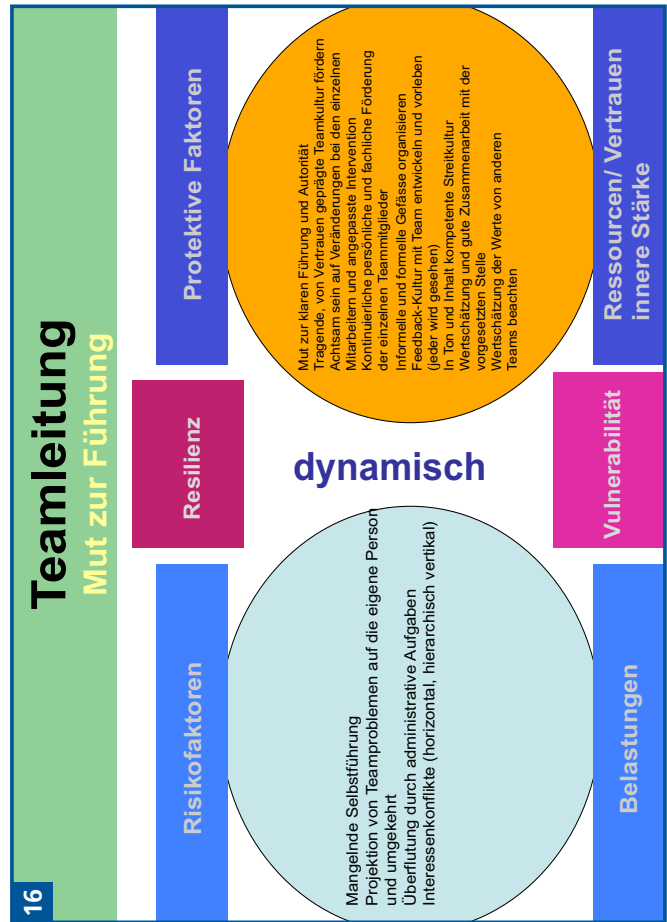 16
Teamleitung
Mut zur Führung
Risikofaktoren
Resilienz
Protektive Faktoren
Mangelnde Selbstführung
Projektion von Teamproblemen auf die eigene Person
und umgekehrt
Überflutung durch administrative Aufgaben
Interessenkonflikte (horizontal, hierarchisch vertikal)
dynamisch
Mut zur klaren Führung und Autorität
Tragende, von Vertrauen geprägte Teamkultur fördern
Achtsam sein auf Veränderungen bei den einzelnen
Mitarbeitern und angepasste Intervention
Kontinuierliche persönliche und fachliche Förderung
der einzelnen Teammitglieder
Informelle und formelle Gefässe organisieren
Feedback-Kultur mit Team entwickeln und vorleben
(jeder wird gesehen)
In Ton und Inhalt kompetente Streitkultur
Wertschätzung und gute Zusammenarbeit mit der
vorgesetzten Stelle
Wertschätzung der Werte von anderen
Teams beachten
Belastungen
Vulnerabilität
Ressourcen/ Vertrauen
innere Stärke